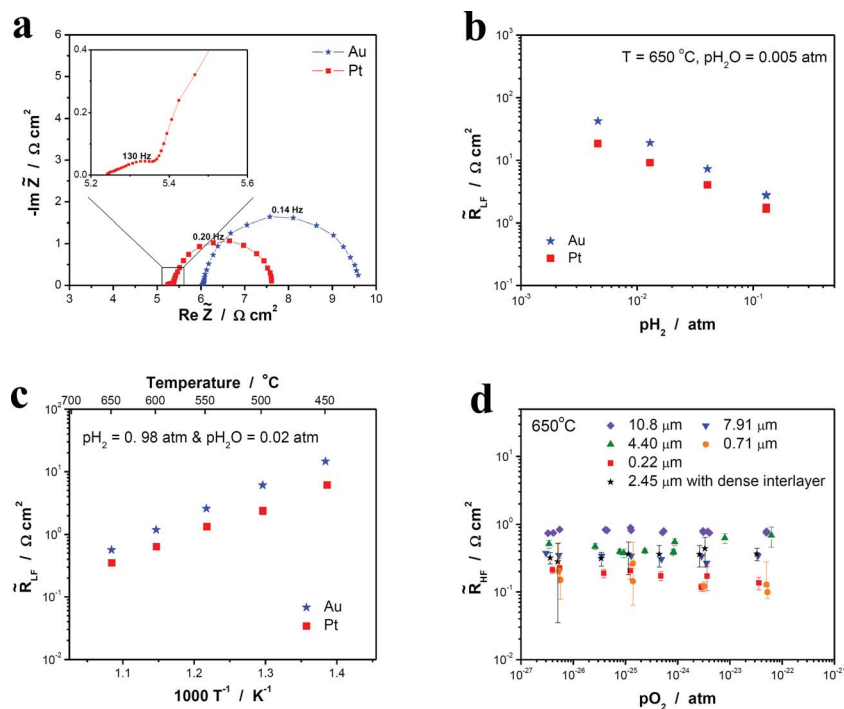 a
Au
Pt
0.4
0.2
0.0
130 Hz
5.2 5.4 5.6
0.14 Hz
0.20 Hz
6
5
4
3
2
1
0
3 4 5 6 7 8 9 10
-Im Z̃ / Ω cm²
Re Z̃ / Ω cm²
b
T = 650 °C, pH₂O = 0.005 atm
10³
10²
10¹
10⁰
10⁻¹
R̃LF / Ω cm²
Au
Pt
10⁻³ 10⁻² 10⁻¹
pH₂ / atm
c
Temperature / °C
700 650 600 550 500 450
pH₂ = 0. 98 atm & pH₂O = 0.02 atm
10²
10¹
10⁰
10⁻¹
10⁻²
R̃LF / Ω cm²
Au
Pt
1.1 1.2 1.3 1.4
1000 T⁻¹ / K⁻¹
d
650°C
10.8 μm
7.91 μm
4.40 μm
0.71 μm
0.22 μm
2.45 μm with dense interlayer
10²
10¹
10⁰
10⁻¹
10⁻²
R̃HF / Ω cm²
10⁻²⁷ 10⁻²⁶ 10⁻²⁵ 10⁻²⁴ 10⁻²³ 10⁻²² 10⁻²¹
pO₂ / atm